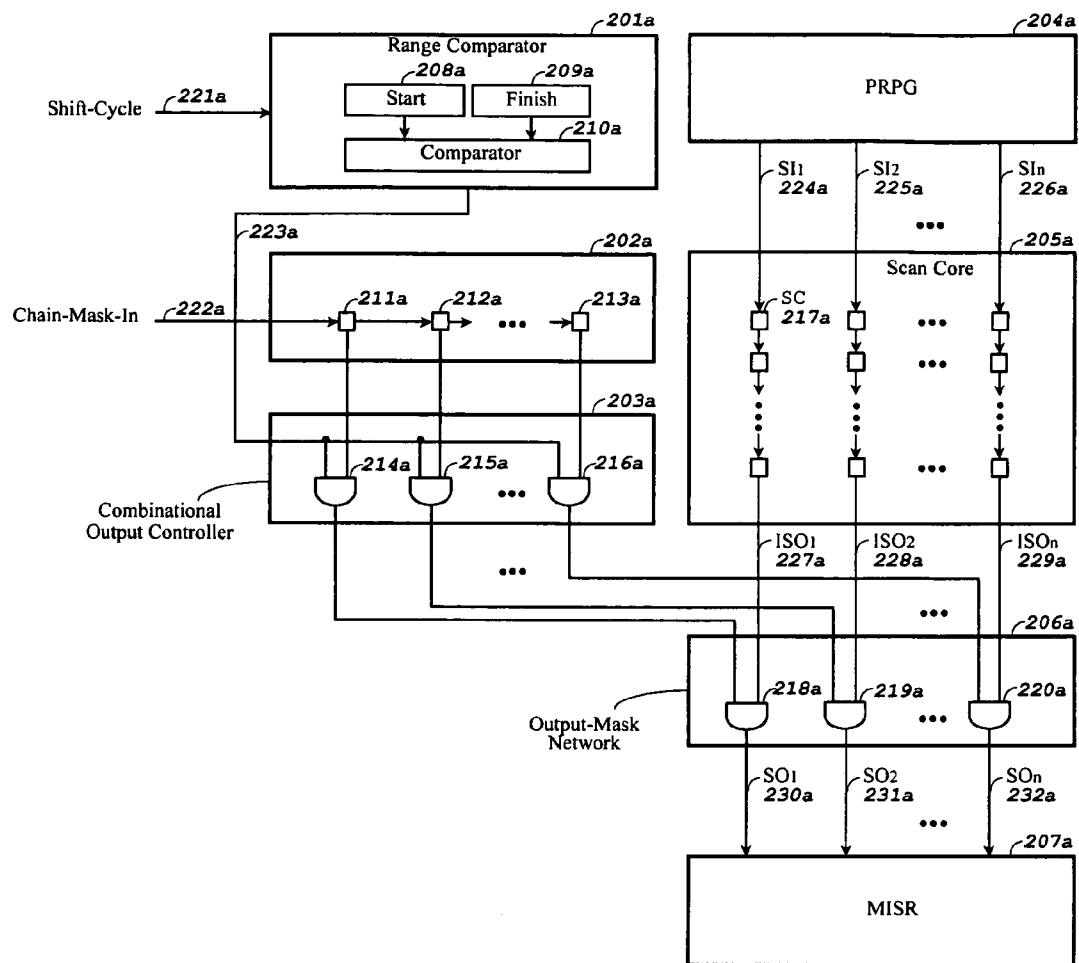 201a
Range Comparator
208a
209a
Start
Finish
210a
Comparator
Shift-Cycle
221a
204a
PRPG
SI1
224a
SI2
225a
SIn
226a
•••
223a
202a
Chain-Mask-In
222a
211a
212a
•••
213a
205a
Scan Core
SC
217a
•••
•••
•••
•••
•••
•••
203a
214a
215a
•••
216a
Combinational
Output Controller
•••
ISO1
227a
ISO2
228a
ISOn
229a
•••
206a
218a
219a
•••
220a
Output-Mask
Network
SO1
230a
SO2
231a
SOn
232a
•••
207a
MISR